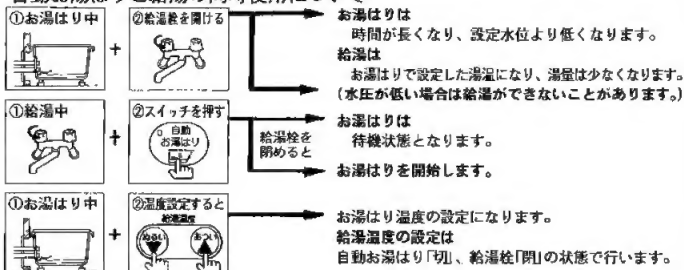 ①お湯はり中
②給湯栓を開ける
+
お湯はりは
時間が長くなり、設定水位より低くなります。
給湯は
お湯はりで設定した湯温になり、湯量は少なくなります。
(水圧が低い場合は給湯ができないことがあります。)
①給湯中
②スイッチを押す
+
自動
お湯はり
給湯栓を
閉めると
お湯はりは
待機状態となります。
お湯はりを開始します。
①お湯はり中
②温度設定すると
+
給湯温度
ぬるい
あつい
お湯はり温度の設定になります。
給湯温度の設定は
自動お湯はり「切」、給湯栓「閉」の状態で行います。